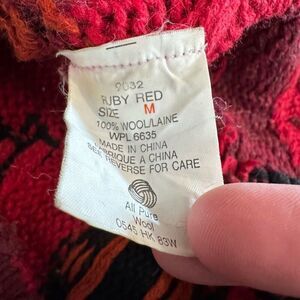 9032
RUBY RED
SIZE M
100% WOOL/LAINE
WPL 6635
MADE IN CHINA
FABRIQUE A CHINA
SEE REVERSE FOR CARE
All Pure
Wool
0545 HK 83W